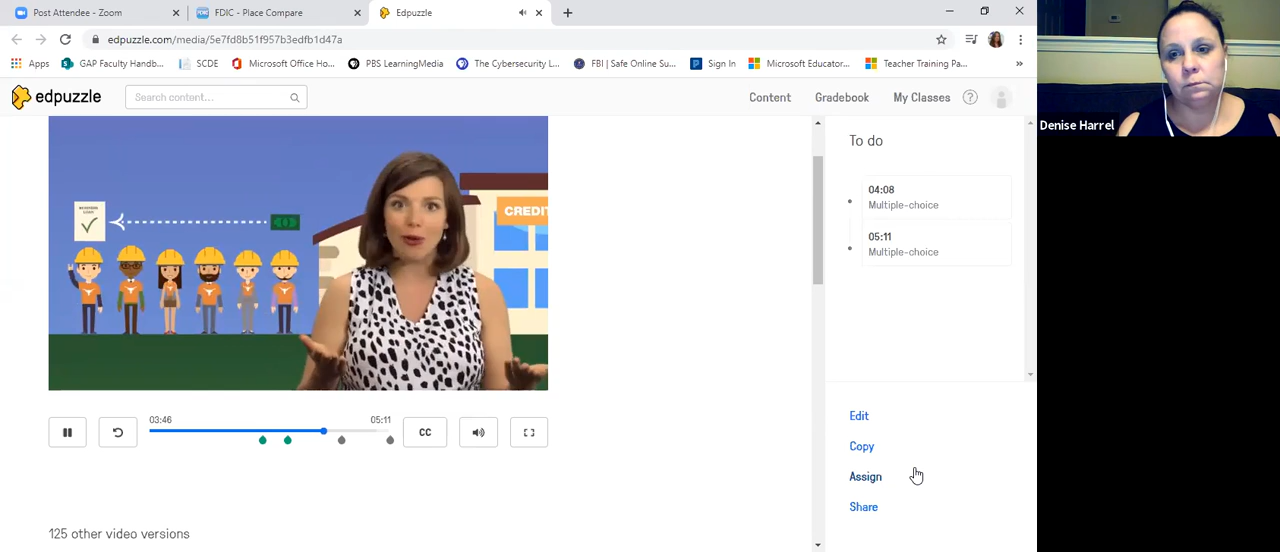 Post Attendee - Zoom
FDIC - Place Compare
Edpuzzle
edpuzzle.com/media/5e7fd8b51f957b3edfb1d47a
Apps
GAP Faculty Handb...
SCDE
Microsoft Office Ho...
PBS LearningMedia
The Cybersecurity L...
FBI | Safe Online Su...
Sign In
Microsoft Educator...
Teacher Training Pa...
edpuzzle
Search content...
Content
Gradebook
My Classes
Denise Harrel
To do
04:08
Multiple-choice
05:11
Multiple-choice
CREDIT
03:46
05:11
CC
Edit
Copy
Assign
Share
125 other video versions